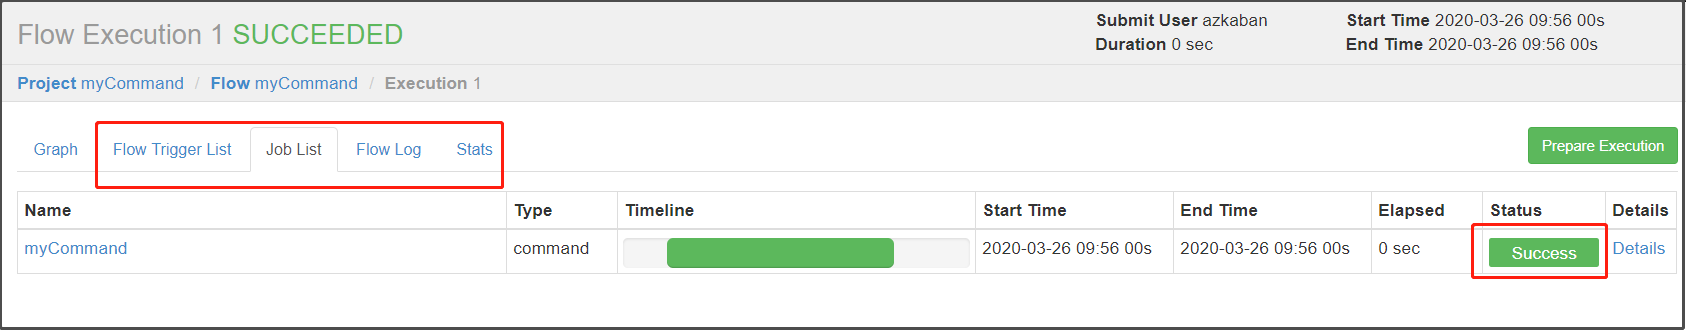 Flow Execution 1 SUCCEEDED
Submit User azkaban
Duration 0 sec
Start Time 2020-03-26 09:56 00s
End Time 2020-03-26 09:56 00s
Project myCommand / Flow myCommand / Execution 1
Graph Flow Trigger List Job List Flow Log Stats
Prepare Execution
Name Type Timeline Start Time End Time Elapsed Status Details
myCommand command 2020-03-26 09:56 00s 2020-03-26 09:56 00s 0 sec Success Details